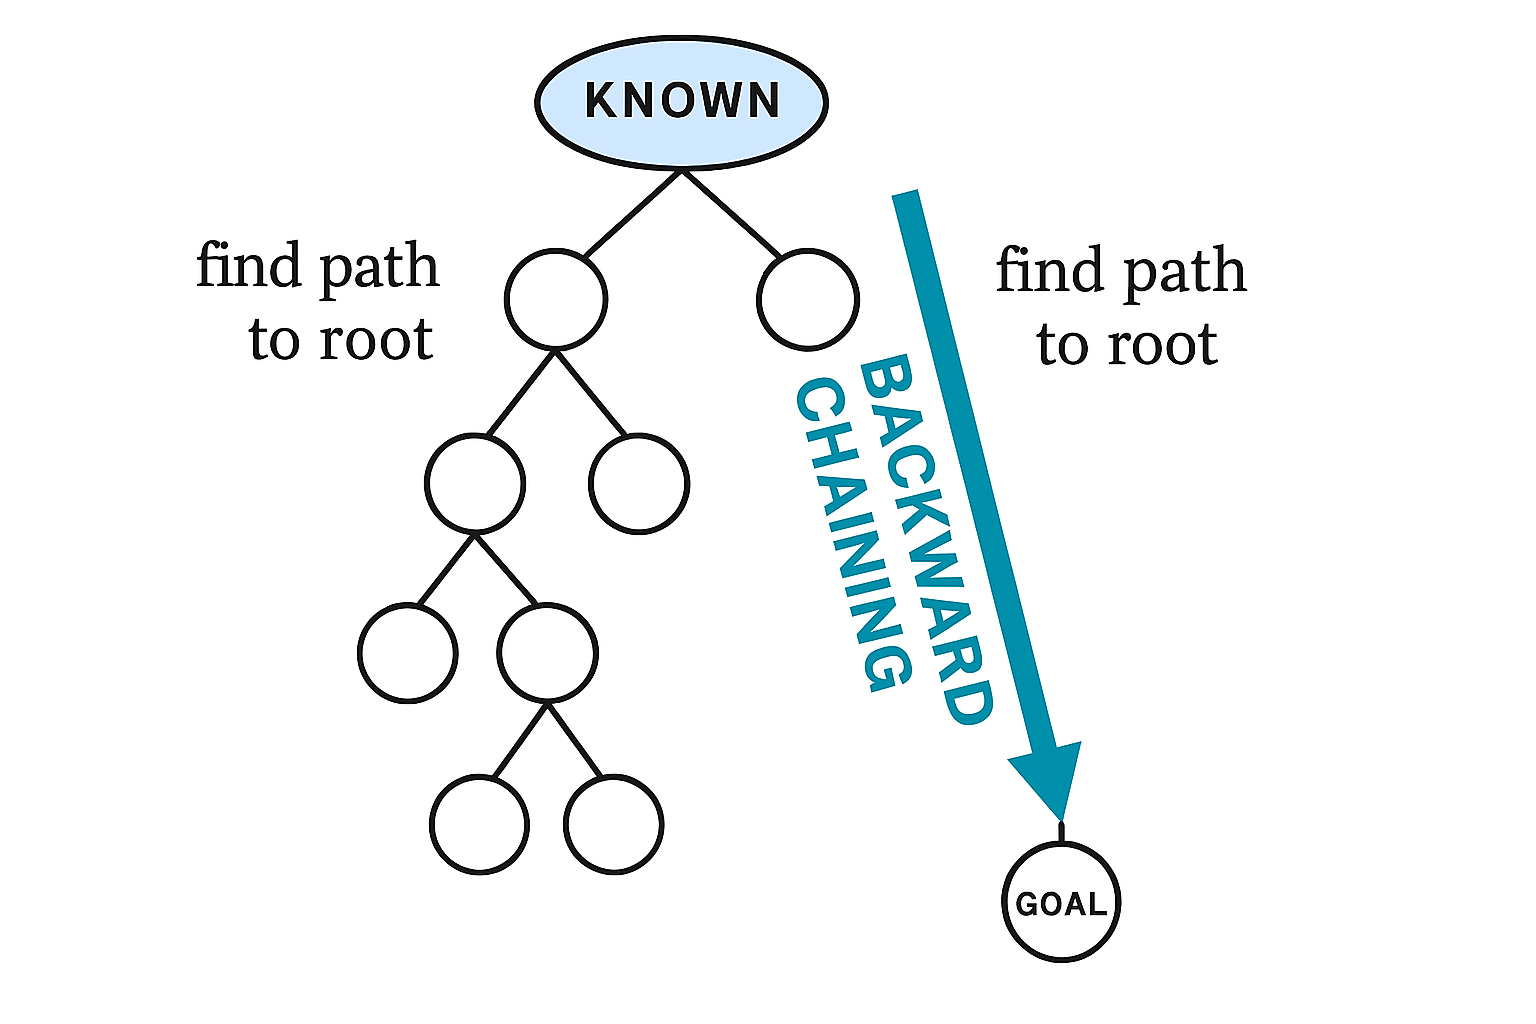 KNOWN
find path
to root
find path
to root
BACKWARD
CHAINING
GOAL